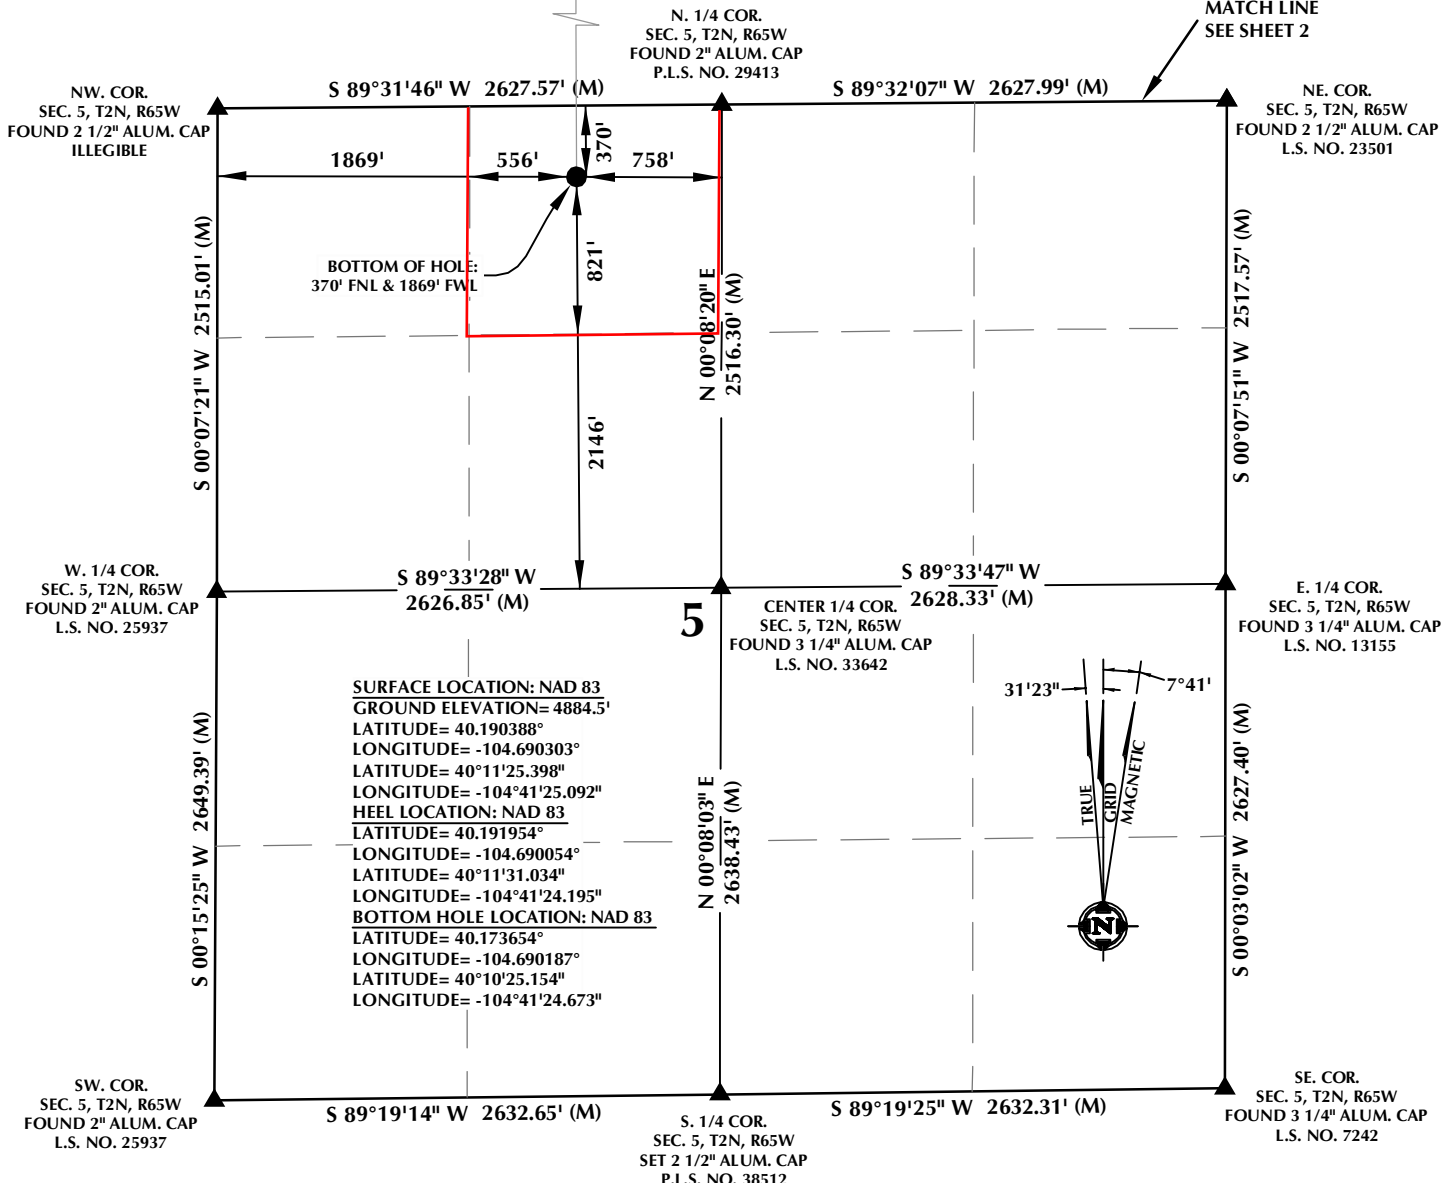 MATCH LINE
SEE SHEET 2
N. 1/4 COR.
SEC. 5, T2N, R65W
FOUND 2" ALUM. CAP
P.L.S. NO. 29413
NW. COR.
SEC. 5, T2N, R65W
FOUND 2 1/2" ALUM. CAP
ILLEGIBLE
S 89°31'46" W 2627.57' (M)
S 89°32'07" W 2627.99' (M)
NE. COR.
SEC. 5, T2N, R65W
FOUND 2 1/2" ALUM. CAP
L.S. NO. 23501
1869'
556'
370'
758'
BOTTOM OF HOLE:
370' FNL & 1869' FWL
821'
2146'
S 00°07'21" W 2515.01' (M)
N 00°08'20" E
2516.30' (M)
S 00°07'51" W 2517.57' (M)
W. 1/4 COR.
SEC. 5, T2N, R65W
FOUND 2" ALUM. CAP
L.S. NO. 25937
S 89°33'28" W
2626.85' (M)
S 89°33'47" W
2628.33' (M)
5
CENTER 1/4 COR.
SEC. 5, T2N, R65W
FOUND 3 1/4" ALUM. CAP
L.S. NO. 33642
E. 1/4 COR.
SEC. 5, T2N, R65W
FOUND 3 1/4" ALUM. CAP
L.S. NO. 13155
SURFACE LOCATION: NAD 83
GROUND ELEVATION= 4884.5'
LATITUDE= 40.190388°
LONGITUDE= -104.690303°
LATITUDE= 40°11'25.398"
LONGITUDE= -104°41'25.092"
HEEL LOCATION: NAD 83
LATITUDE= 40.191954°
LONGITUDE= -104.690054°
LATITUDE= 40°11'31.034"
LONGITUDE= -104°41'24.195"
BOTTOM HOLE LOCATION: NAD 83
LATITUDE= 40.173654°
LONGITUDE= -104.690187°
LATITUDE= 40°10'25.154"
LONGITUDE= -104°41'24.673"
31'23"
7°41'
TRUE
GRID
MAGNETIC
N
S 00°15'25" W 2649.39' (M)
N 00°08'03" E
2638.43' (M)
S 00°03'02" W 2627.40' (M)
SW. COR.
SEC. 5, T2N, R65W
FOUND 2" ALUM. CAP
L.S. NO. 25937
S 89°19'14" W 2632.65' (M)
S 89°19'25" W 2632.31' (M)
S. 1/4 COR.
SEC. 5, T2N, R65W
SET 2 1/2" ALUM. CAP
P.L.S. NO. 38512
SE. COR.
SEC. 5, T2N, R65W
FOUND 3 1/4" ALUM. CAP
L.S. NO. 7242